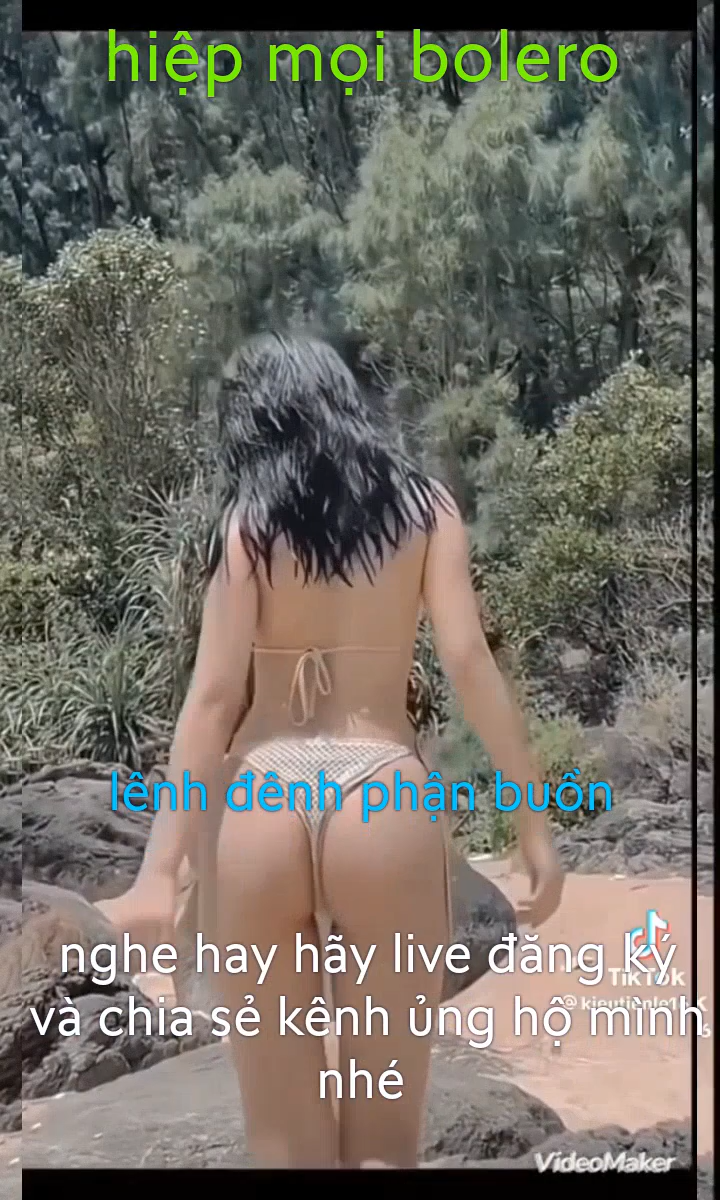 hiệp mọi bolero
lênh đênh phận buồn
nghe hay hãy live đăng ký
TikTok
và chia sẻ kênh ủng hộ mình
nhé
VideoMaker